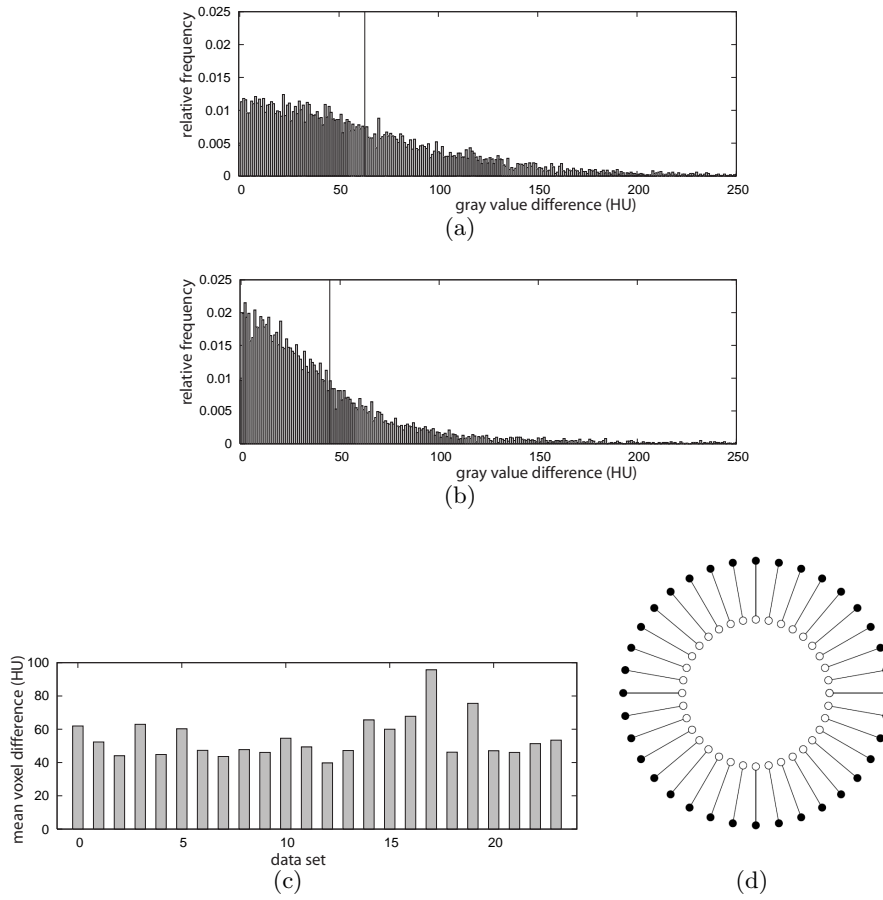 0.025
0.02
0.015
0.01
0.005
0
relative frequency
0 50 100 150 200 250
gray value difference (HU)
(a)
0.025
0.02
0.015
0.01
0.005
0
relative frequency
0 50 100 150 200 250
gray value difference (HU)
(b)
100
80
60
40
20
0
mean voxel difference (HU)
0 5 10 15 20
data set
(c)
(d)